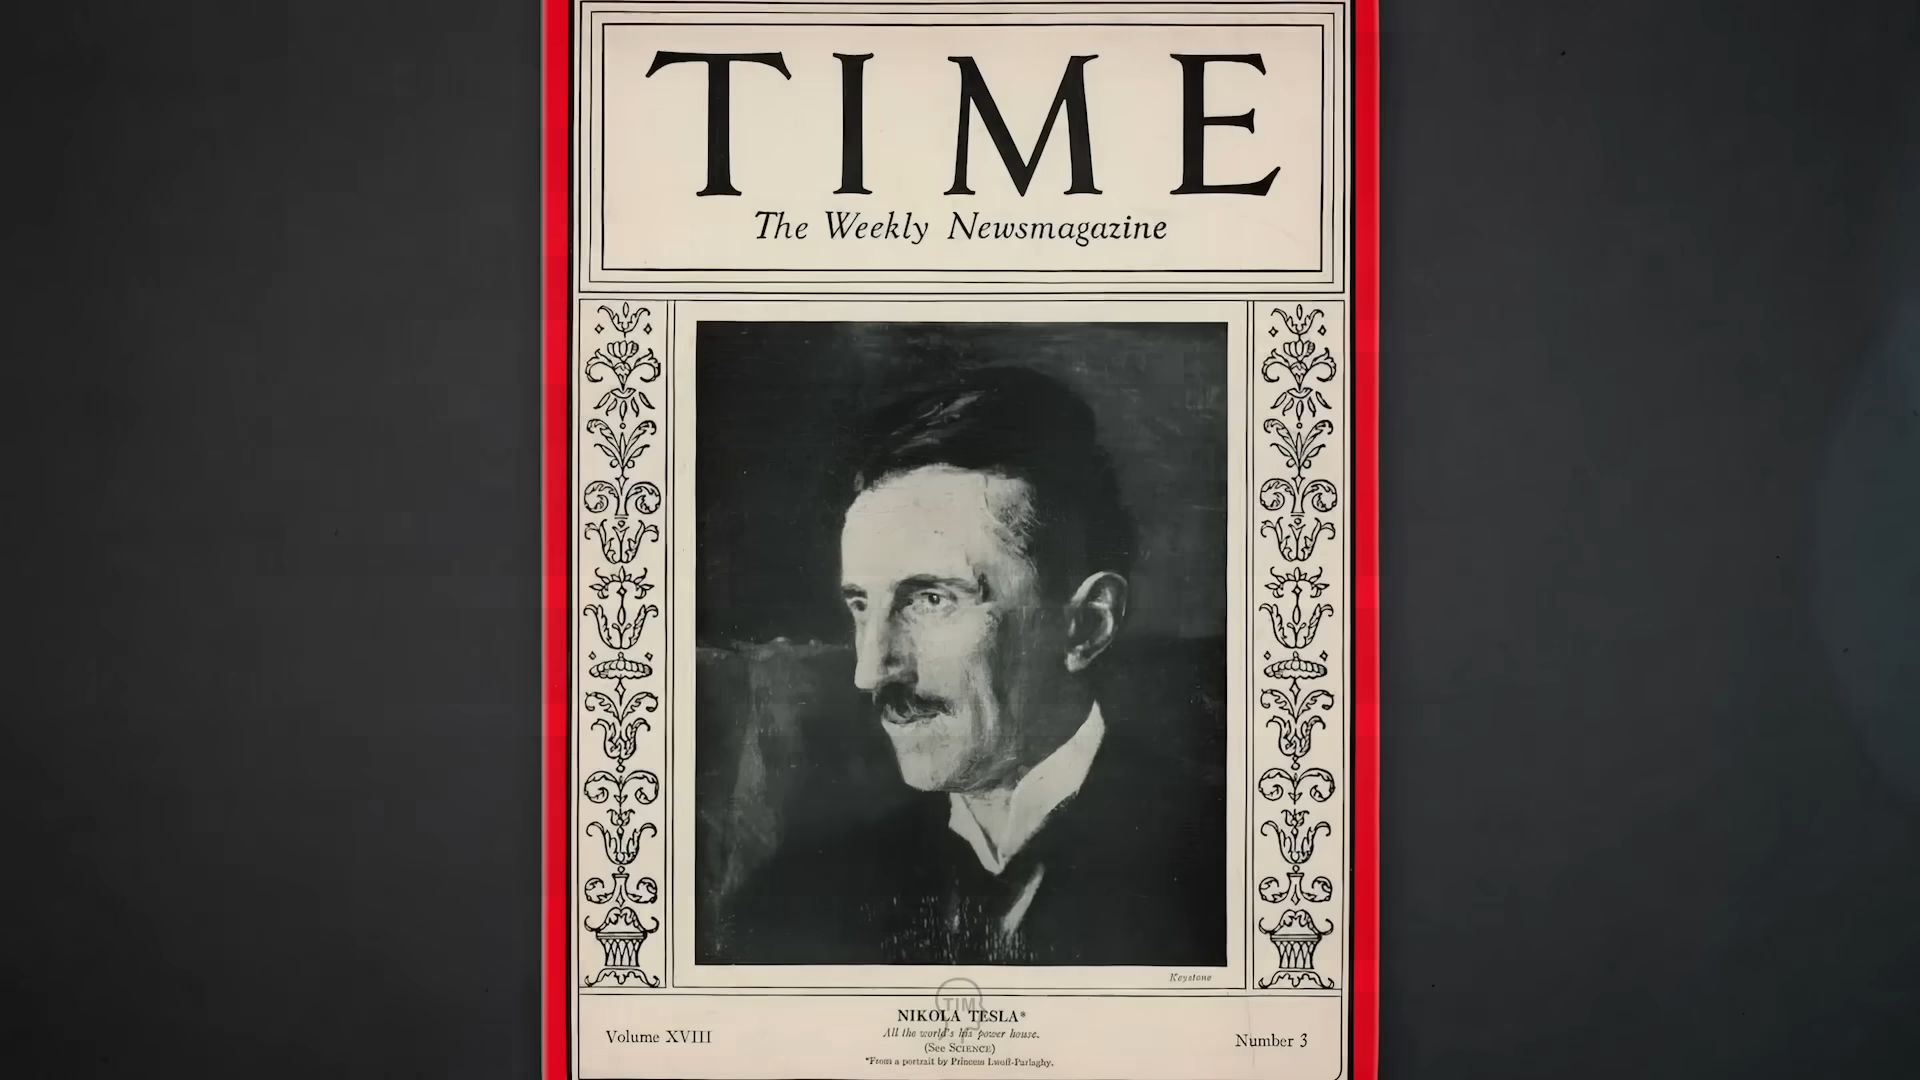 TIME
The Weekly Newsmagazine
Keystone
TIM
NIKOLA TESLA*
All the world's his power house.
(See SCIENCE)
*From a portrait by Princess Lwoff-Parlaghy.
Volume XVIII
Number 3